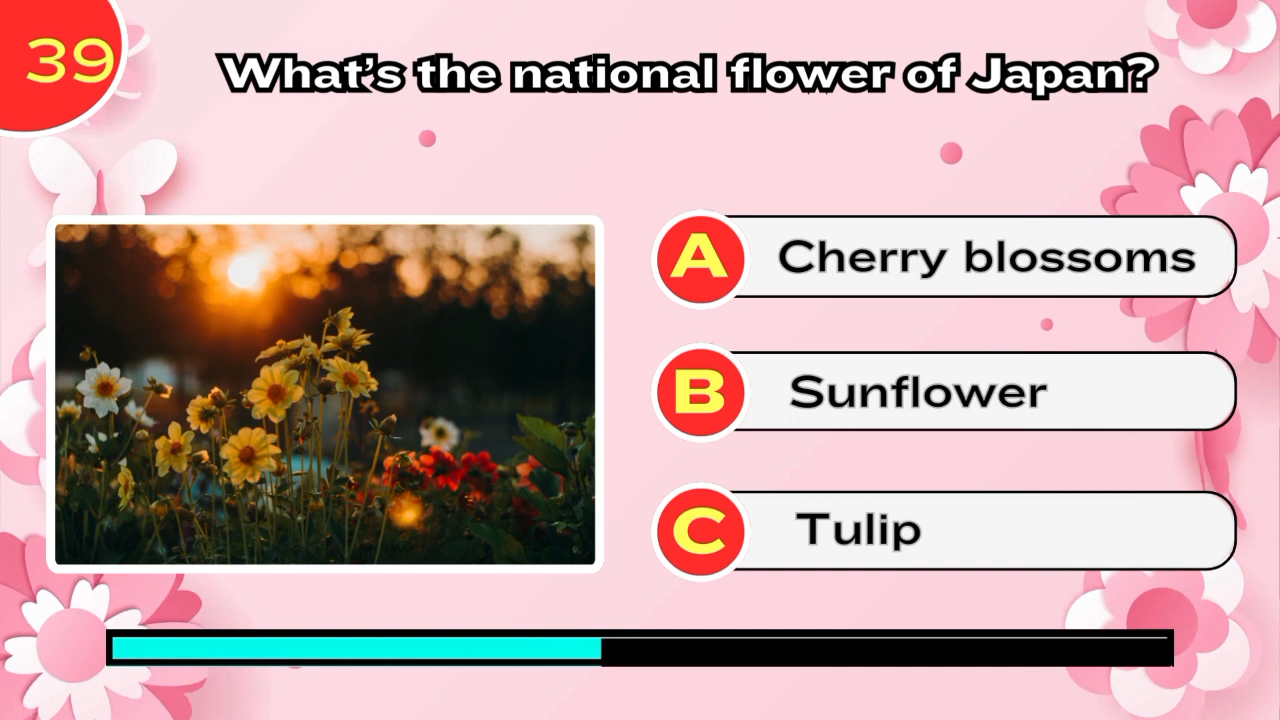 39
What's the national flower of Japan?
A Cherry blossoms
B Sunflower
C Tulip